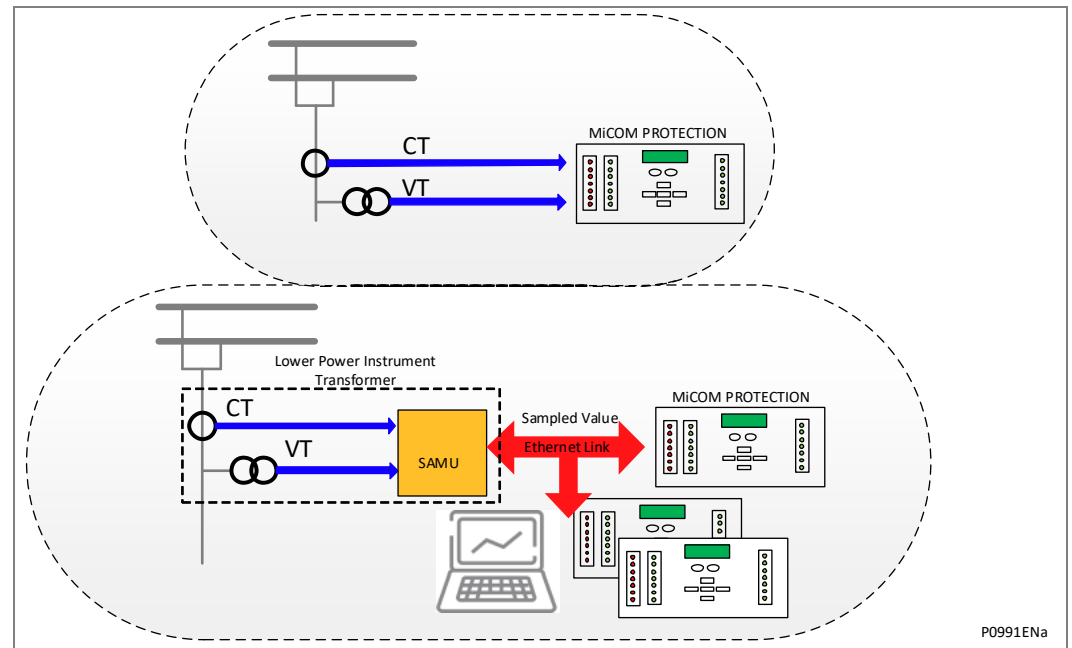 MiCOM PROTECTION
CT
VT
Lower Power Instrument
Transformer
CT
VT
SAMU
Sampled Value
Ethernet Link
MiCOM PROTECTION
P0991ENa